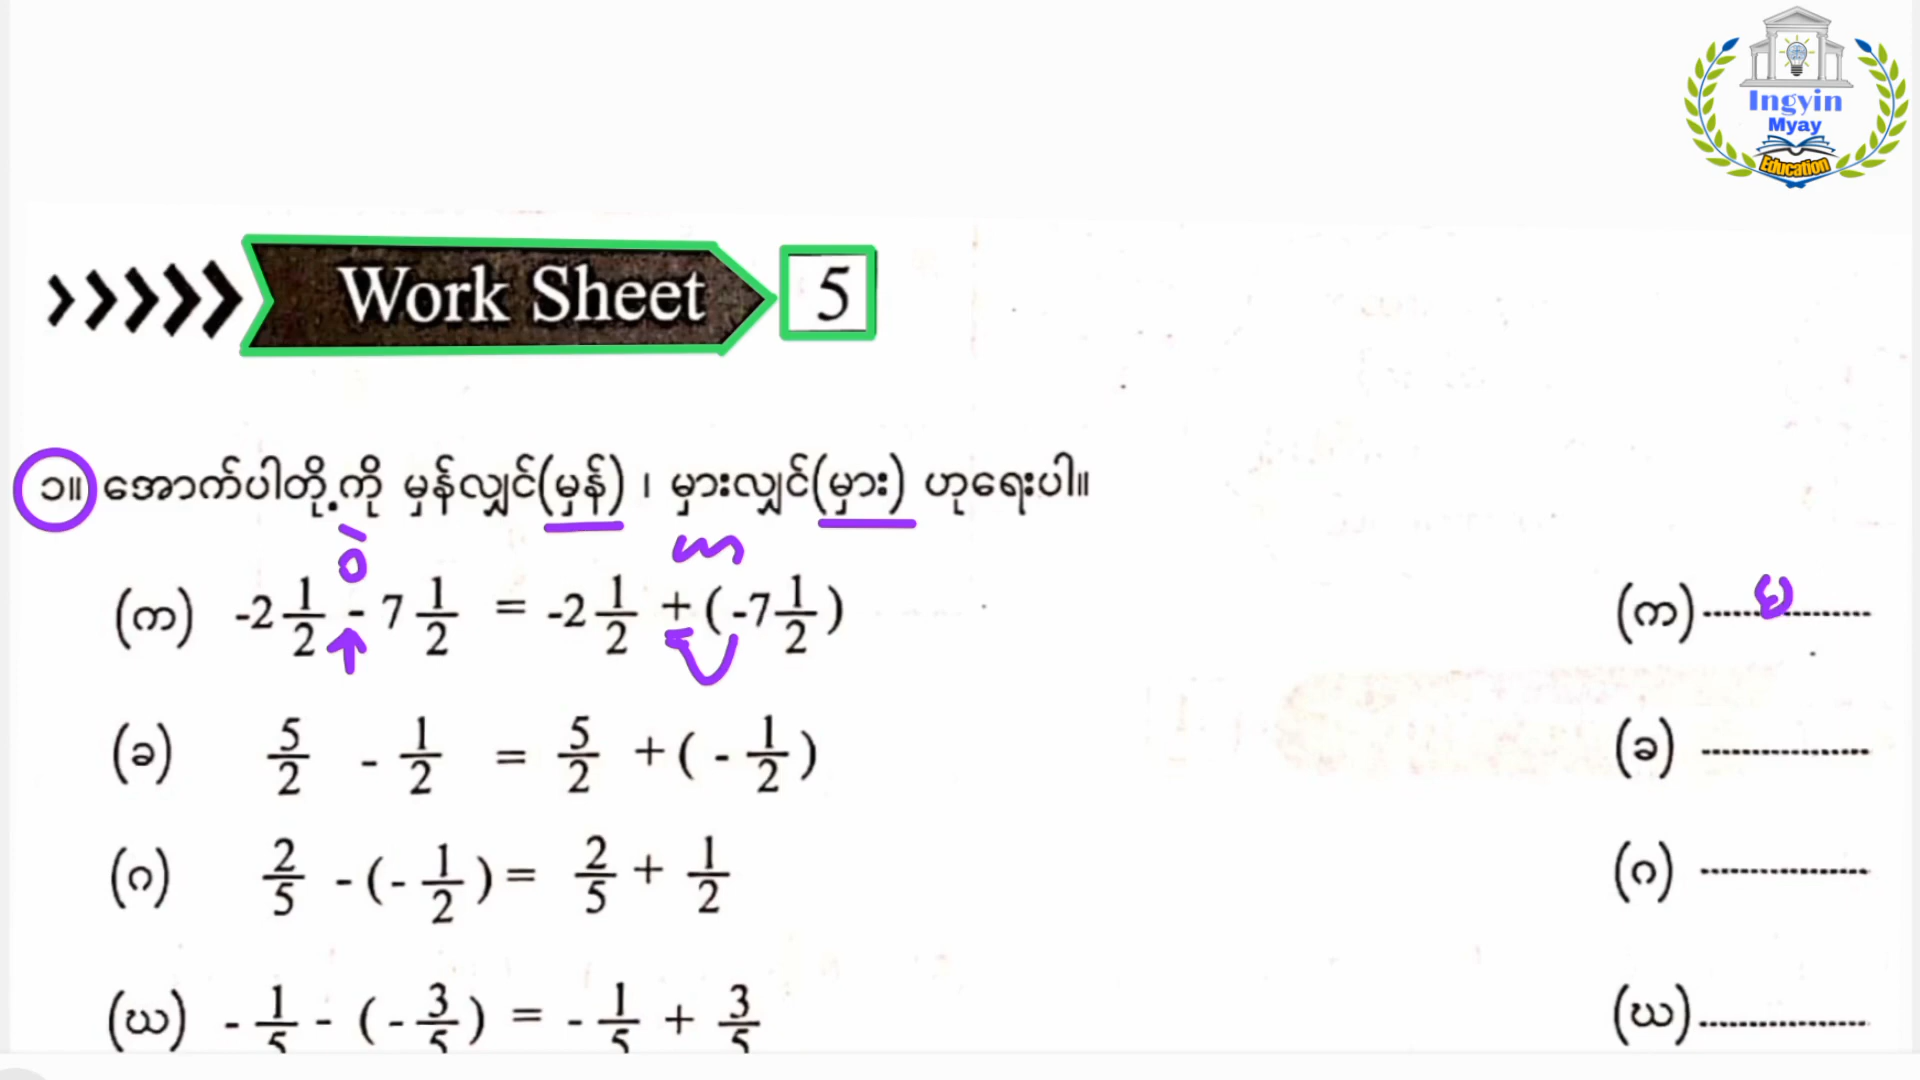 Ingyin
Myay
Education
Work Sheet 5
၁။ အောက်ပါတို့ကို မှန်လျှင်(မှန်) ၊ မှားလျှင်(မှား) ဟုရေးပါ။
(က) -2 1/2 - 7 1/2 = -2 1/2 + (-7 1/2) (က) ................
(ခ) 5/2 - 1/2 = 5/2 + ( - 1/2 ) (ခ) ................
(ဂ) 2/5 - (- 1/2 ) = 2/5 + 1/2 (ဂ) ................
(ဃ) - 1/5 - (- 3/5 ) = - 1/5 + 3/5 (ဃ) ................